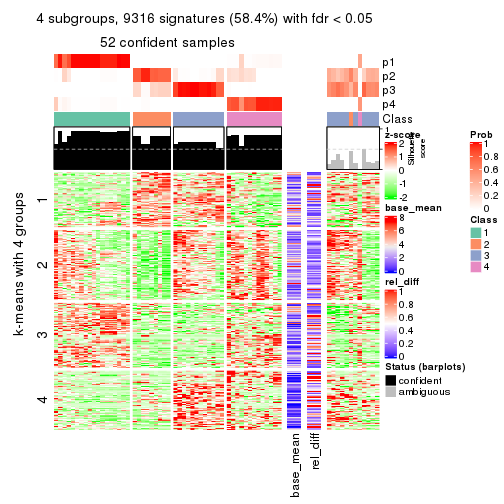 4 subgroups, 9316 signatures (58.4%) with fdr < 0.05
52 confident samples
p1
p2
p3
p4
Class
1
Silhouette
score
k-means with 4 groups
1
2
3
4
base_mean
rel_diff
z-score
2
1
0
-1
-2
base_mean
8
6
4
2
0
rel_diff
1
0.8
0.6
0.4
0.2
0
Status (barplots)
confident
ambiguous
Prob
1
0.8
0.6
0.4
0.2
0
Class
1
2
3
4